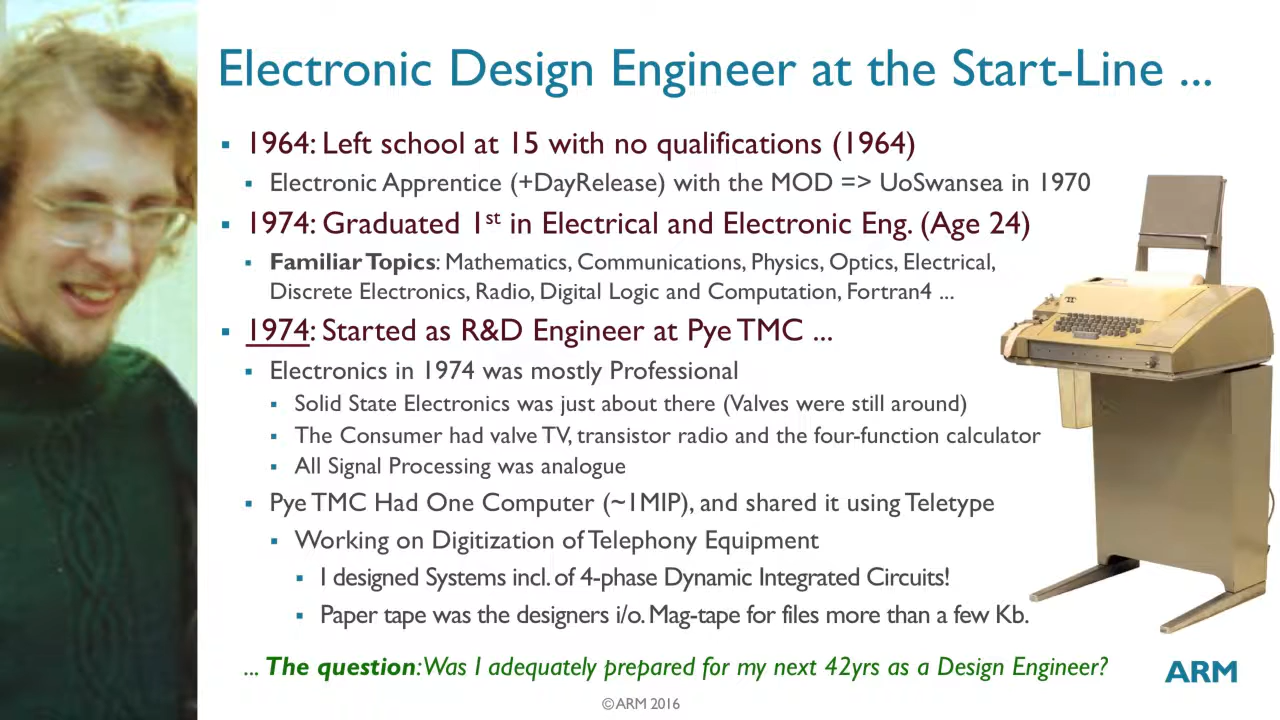 Electronic Design Engineer at the Start-Line ...
1964: Left school at 15 with no qualifications (1964)
Electronic Apprentice (+DayRelease) with the MOD => UoSwansea in 1970
1974: Graduated 1st in Electrical and Electronic Eng. (Age 24)
Familiar Topics: Mathematics, Communications, Physics, Optics, Electrical,
Discrete Electronics, Radio, Digital Logic and Computation, Fortran4 ...
1974: Started as R&D Engineer at Pye TMC ...
Electronics in 1974 was mostly Professional
Solid State Electronics was just about there (Valves were still around)
The Consumer had valve TV, transistor radio and the four-function calculator
All Signal Processing was analogue
Pye TMC Had One Computer (~1MIP), and shared it using Teletype
Working on Digitization of Telephony Equipment
I designed Systems incl. of 4-phase Dynamic Integrated Circuits!
Paper tape was the designers i/o. Mag-tape for files more than a few Kb.
... The question: Was I adequately prepared for my next 42yrs as a Design Engineer?
ARM
© ARM 2016